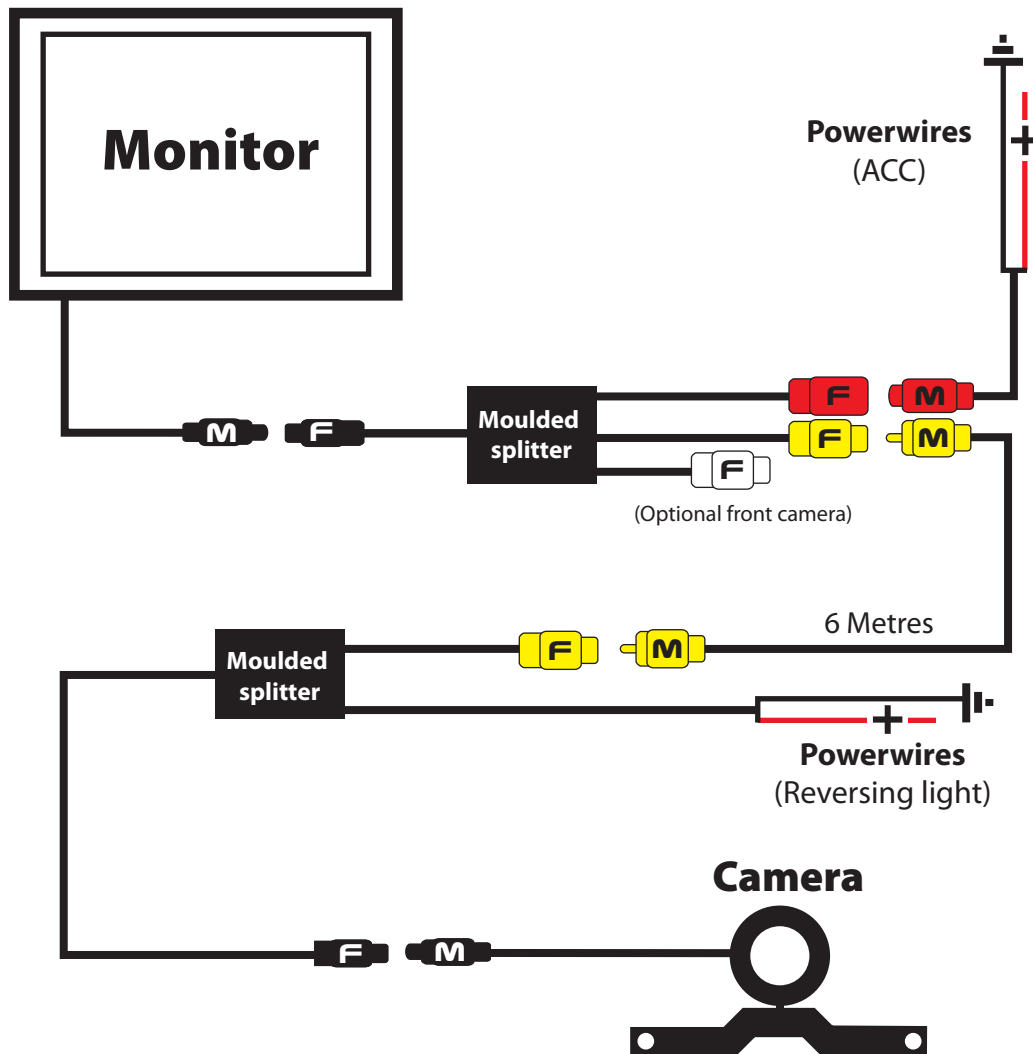 Monitor
Powerwires
(ACC)
+
F M
M F
Moulded
splitter
F M
F
(Optional front camera)
6 Metres
Moulded
splitter
F M
+
Powerwires
(Reversing light)
Camera
F M